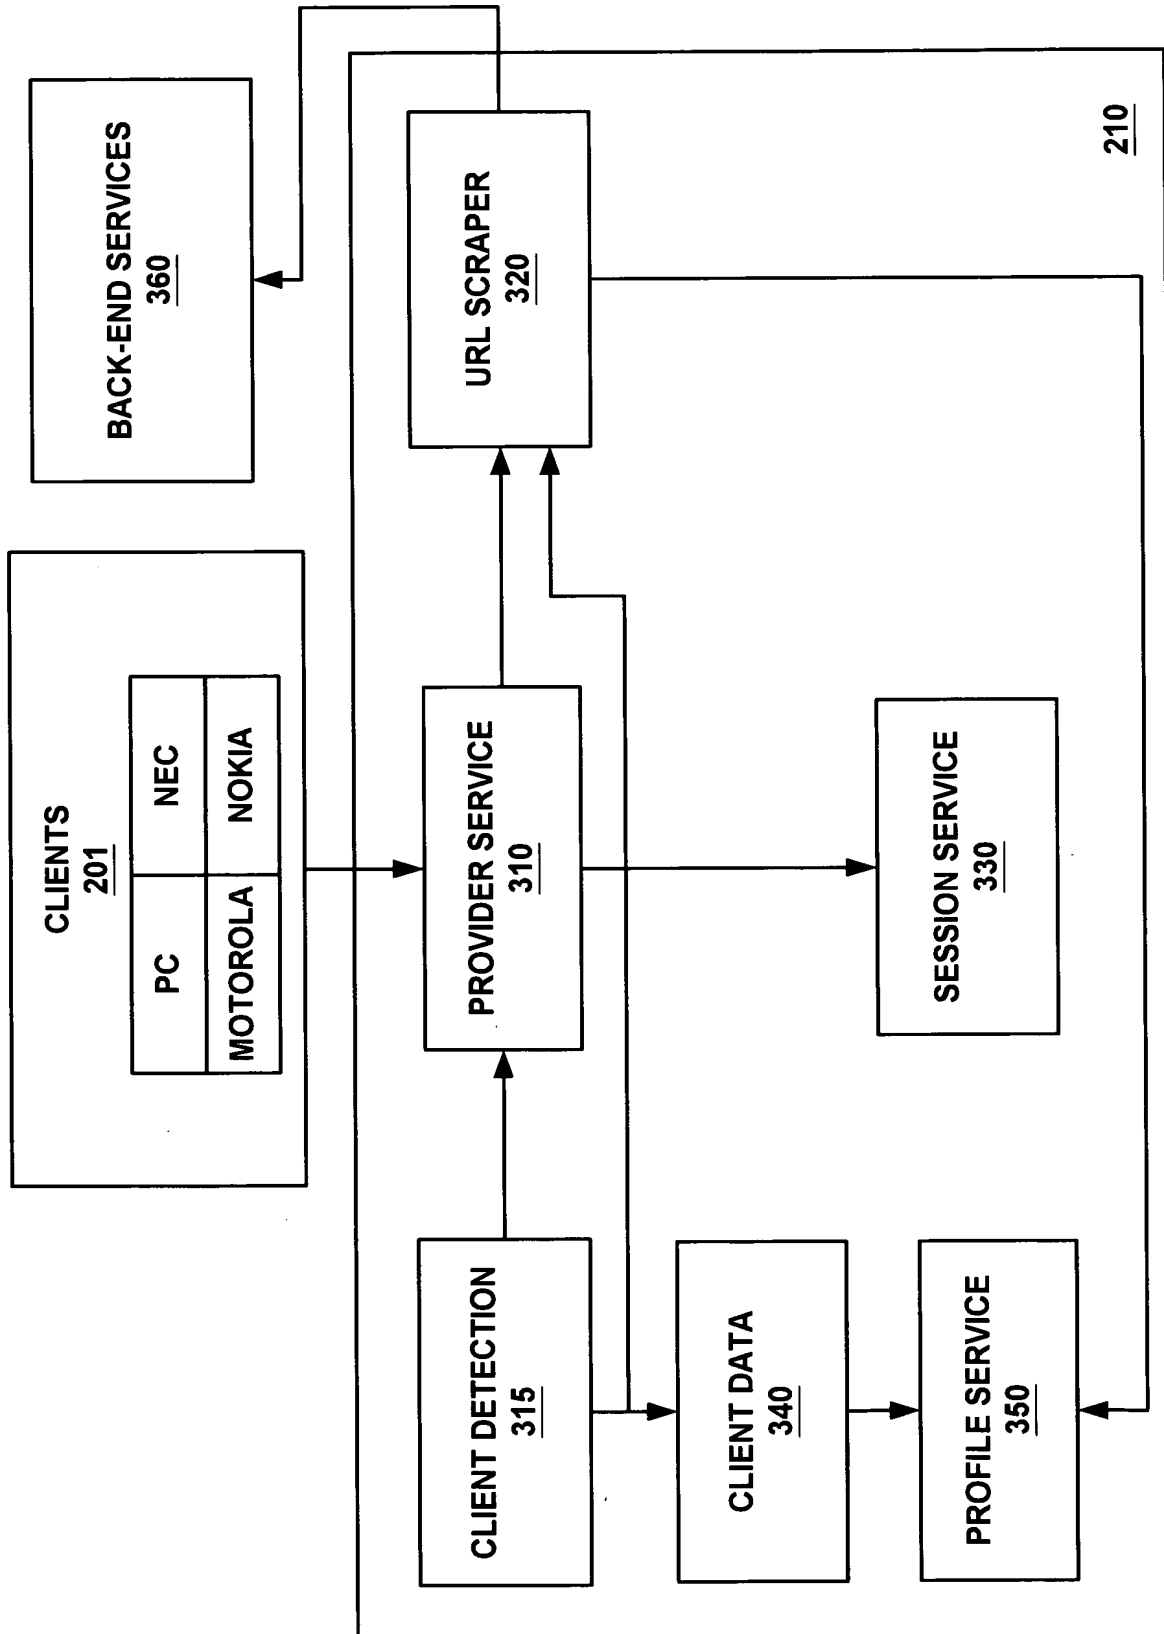 CLIENTS
201
PC
NEC
MOTOROLA
NOKIA
BACK-END SERVICES
360
CLIENT DETECTION
315
PROVIDER SERVICE
310
URL SCRAPER
320
CLIENT DATA
340
PROFILE SERVICE
350
SESSION SERVICE
330
210